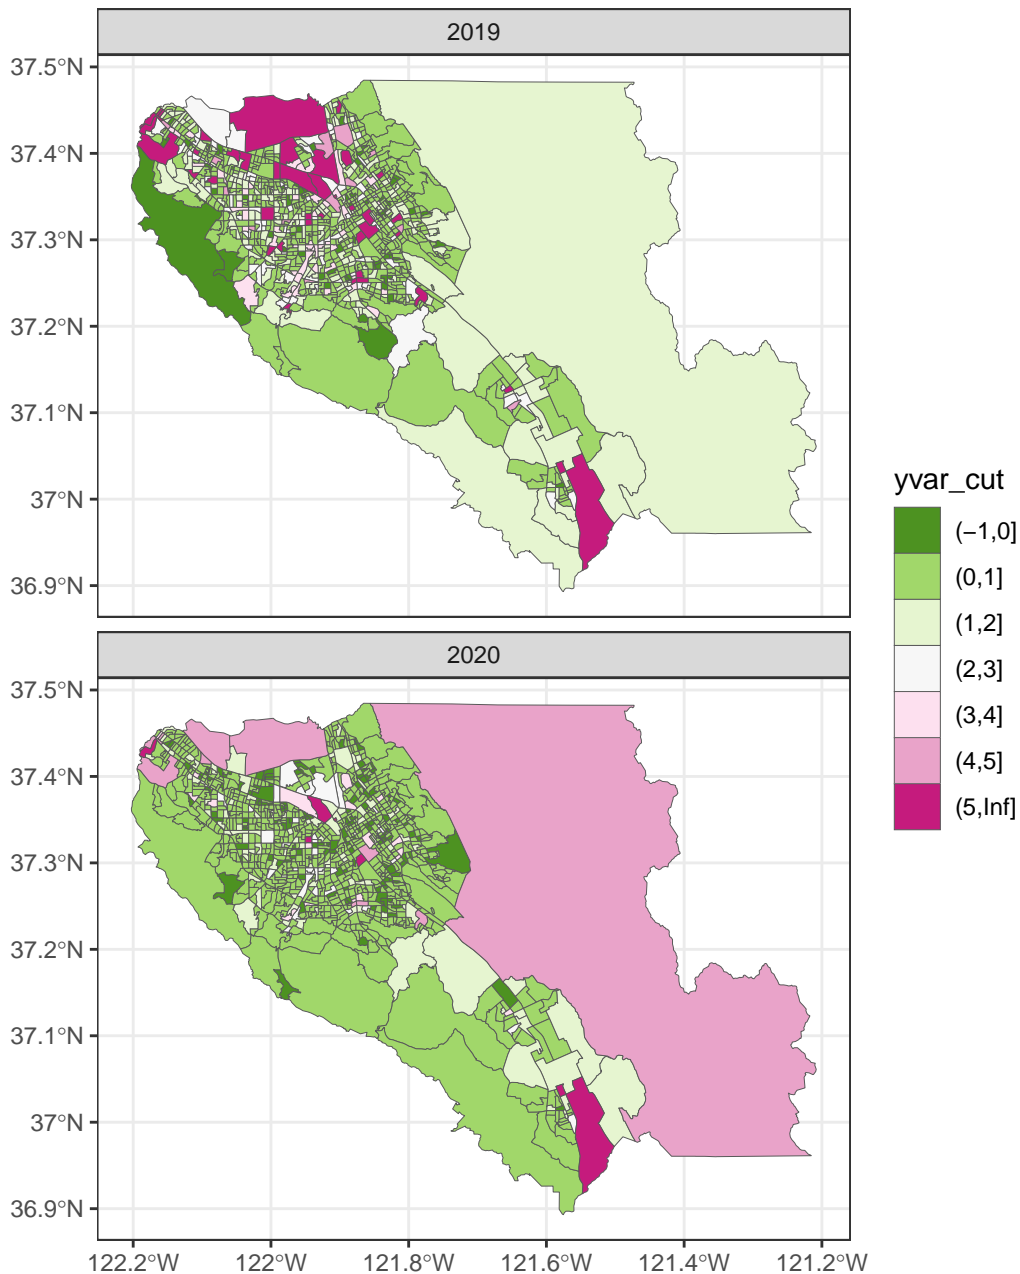 2019
37.5°N
37.4°N
37.3°N
37.2°N
37.1°N
37°N
36.9°N
2020
37.5°N
37.4°N
37.3°N
37.2°N
37.1°N
37°N
36.9°N
122.2°W 122°W 121.8°W 121.6°W 121.4°W 121.2°W
yvar_cut
(−1,0]
(0,1]
(1,2]
(2,3]
(3,4]
(4,5]
(5,Inf]